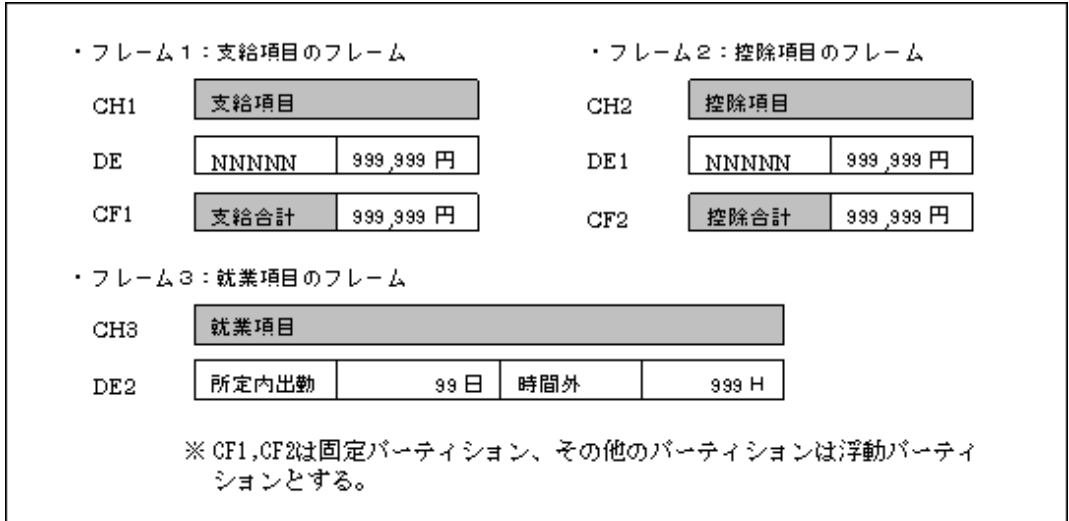 ・フレーム１：支給項目のフレーム
・フレーム２：控除項目のフレーム
CH1 支給項目
CH2 控除項目
DE NNNNN 999,999 円
DE1 NNNNN 999,999 円
CF1 支給合計 999,999 円
CF2 控除合計 999,999 円
・フレーム３：就業項目のフレーム
CH3 就業項目
DE2 所定内出勤 99 日 時間外 999 H
※ CF1,CF2は固定パーティション、その他のパーティションは浮動パーティ
ションとする。